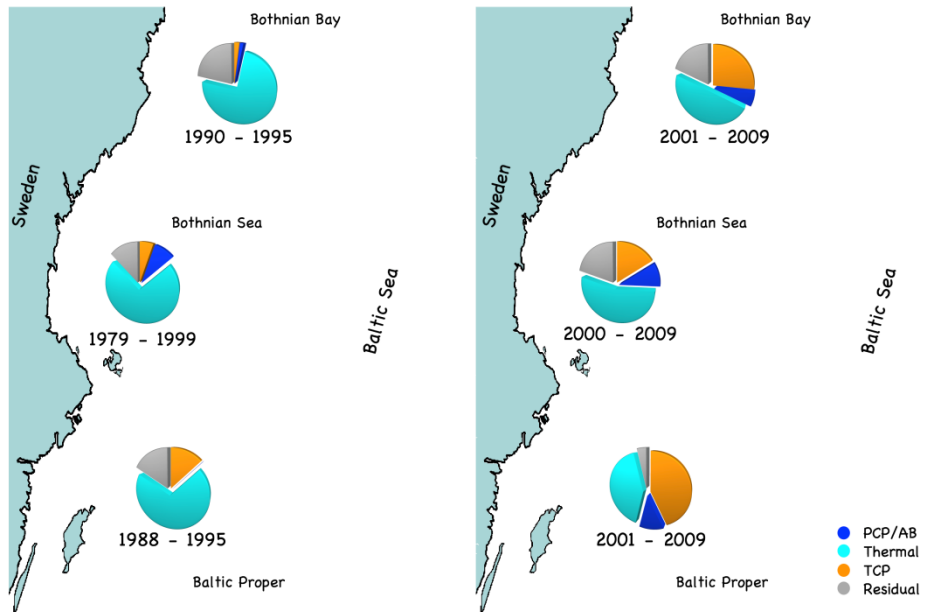 Bothnian Bay
1990 - 1995
Sweden
Bothnian Sea
1979 - 1999
Baltic Sea
1988 - 1995
Baltic Proper
Bothnian Bay
2001 - 2009
Sweden
Bothnian Sea
2000 - 2009
Baltic Sea
2001 - 2009
Baltic Proper
PCP/AB
Thermal
TCP
Residual